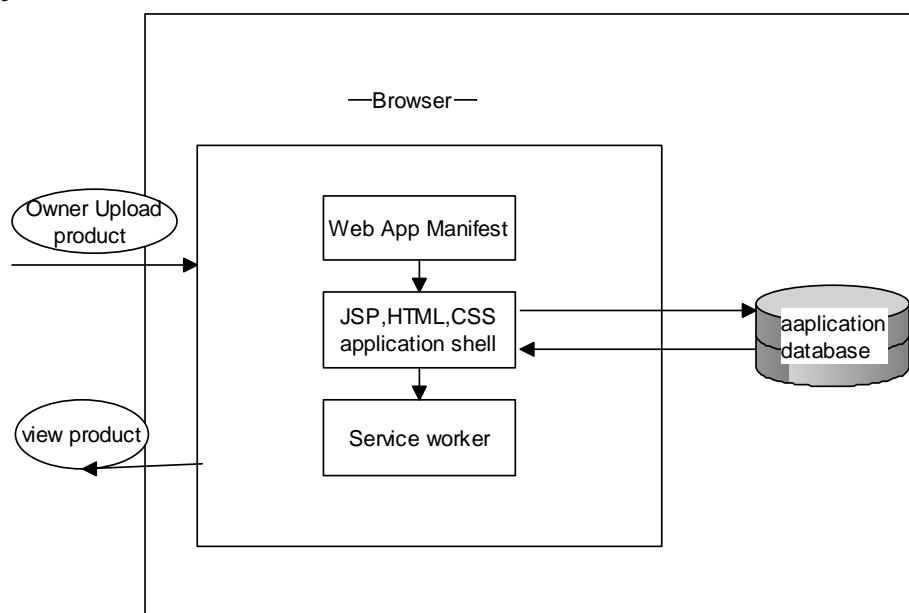 Browser
Owner Upload
product
Web App Manifest
JSP,HTML,CSS
application shell
aaplication
database
view product
Service worker